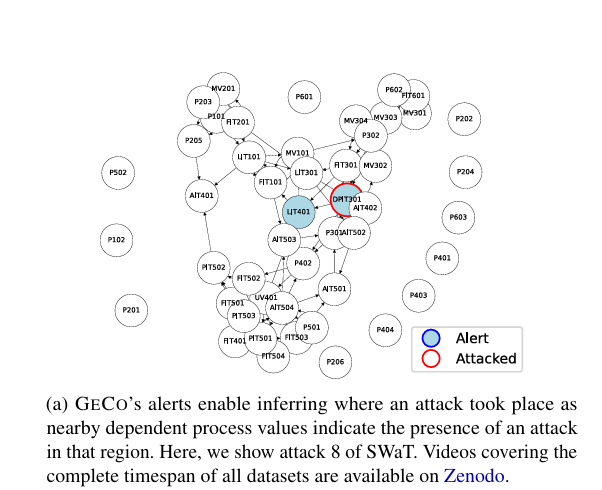 MV201
P602
FIT601
P203
P601
MV303
MV301
P101
FIT201
MV304
P202
P302
P205
LIT101
MV101
FIT301
MV302
P502
LIT301
P204
FIT101
AIT401
DPIT301
LIT401
AIT402
P603
P102
AIT503
P301
AIT502
P401
PIT502
P402
FIT502
AIT501
P403
FIT501
UV401
AIT504
P201
PIT503
P501
P404
FIT401
PIT501
FIT503
Alert
FIT504
P206
Attacked
(a) GECO's alerts enable inferring where an attack took place as
nearby dependent process values indicate the presence of an attack
in that region. Here, we show attack 8 of SWaT. Videos covering the
complete timespan of all datasets are available on Zenodo.